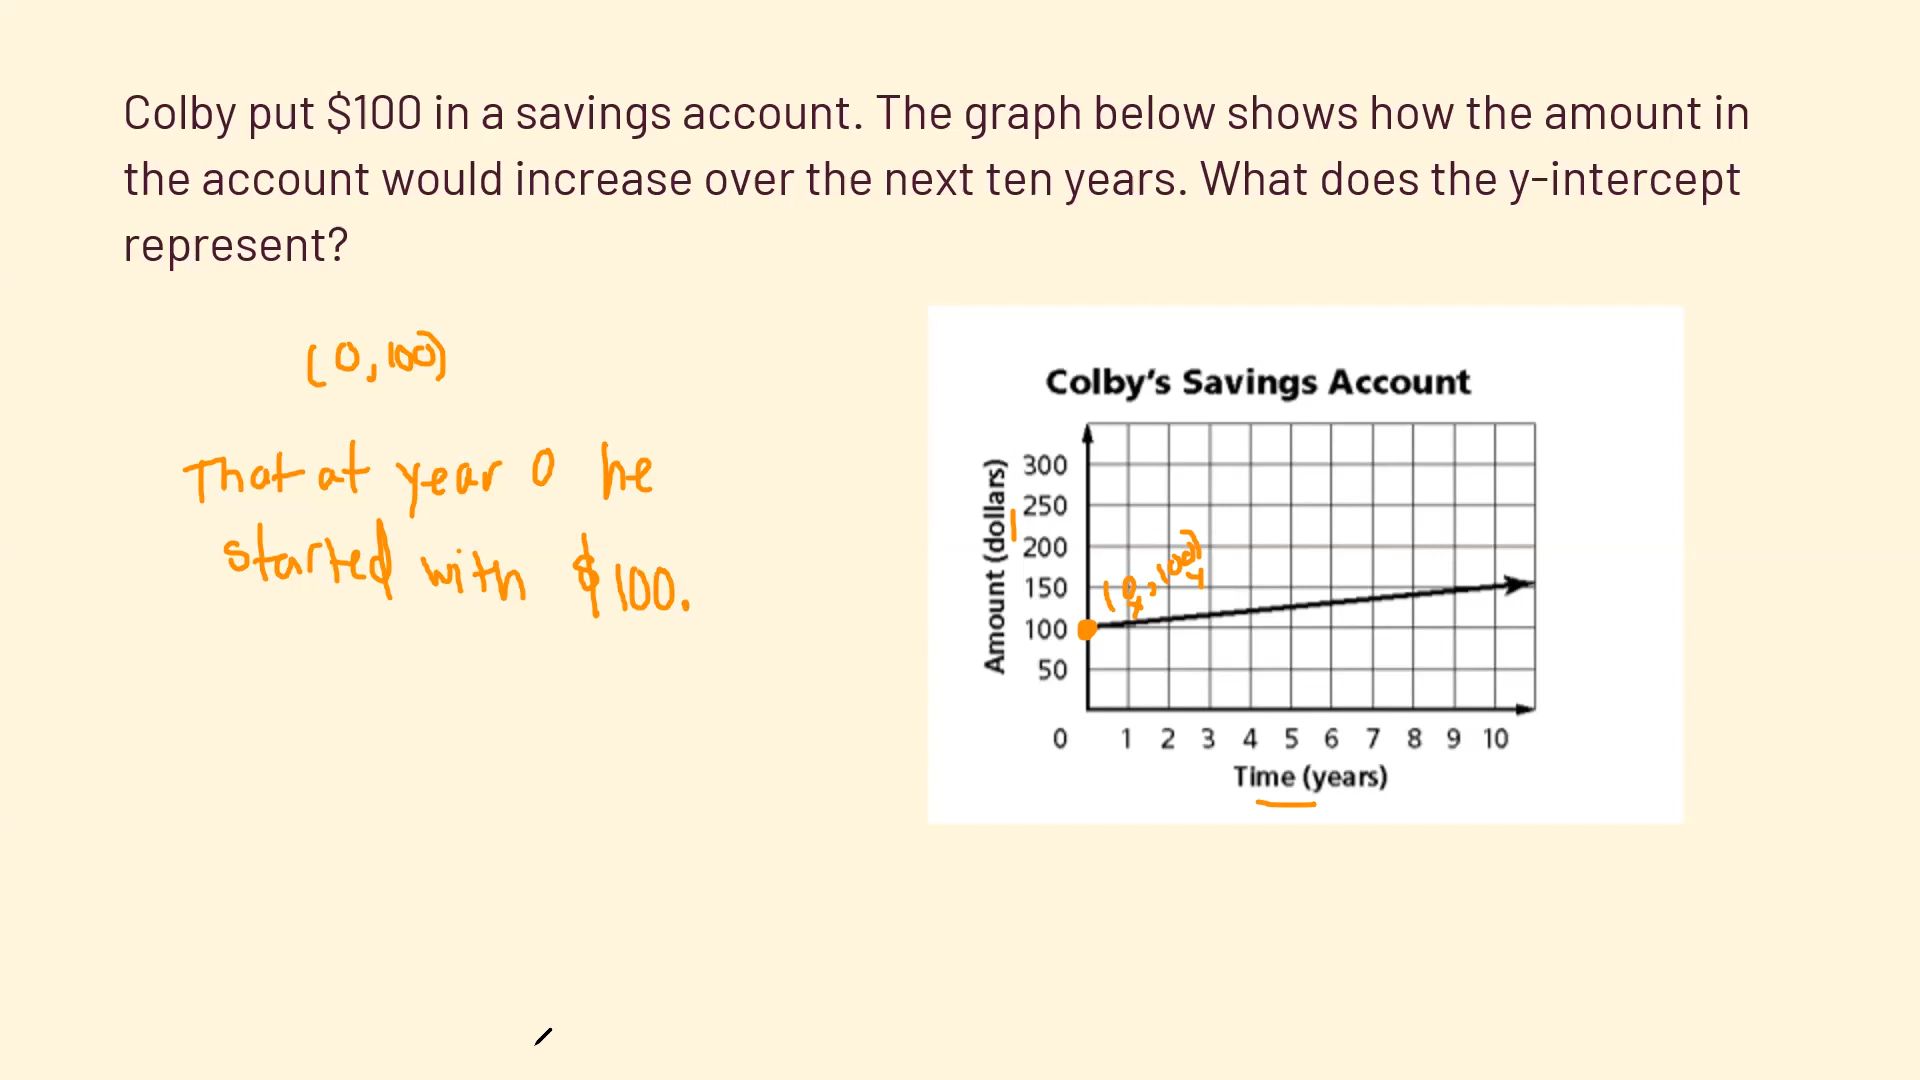 Colby put $100 in a savings account. The graph below shows how the amount in
the account would increase over the next ten years. What does the y-intercept
represent?
(0,100)
That at year 0 he
started with $100.
Colby's Savings Account
Amount (dollars)
300
250
200
150
100
50
(0, 100)
x y
0 1 2 3 4 5 6 7 8 9 10
Time (years)